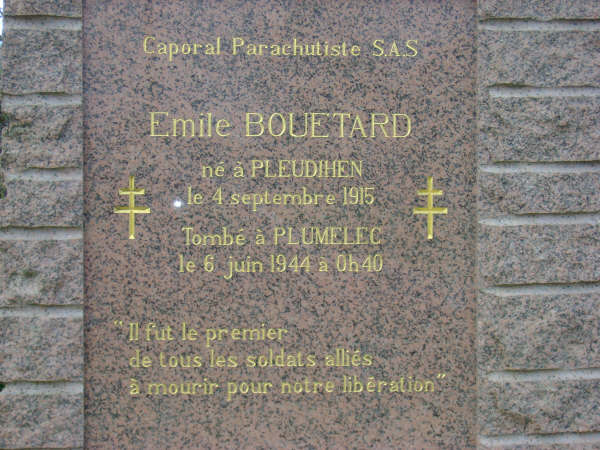 Caporal Parachutiste S.A.S
Emile BOUETARD
né à PLEUDIHEN
le 4 septembre 1915
Tombé à PLUMELEC
le 6 juin 1944 à 0h40
"Il fut le premier
de tous les soldats alliés
à mourir pour notre libération"